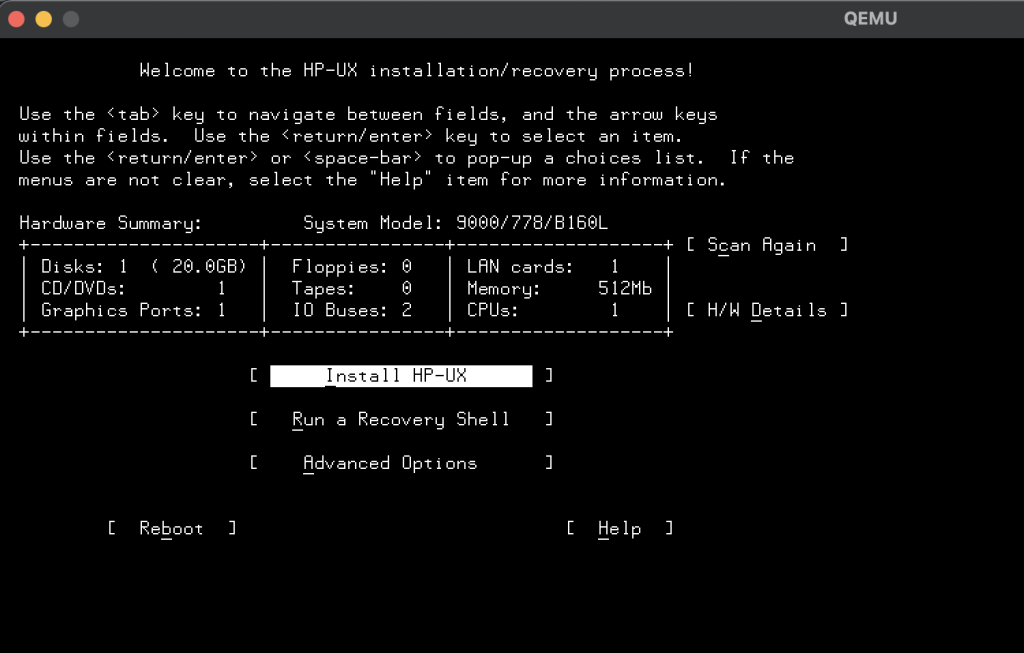 QEMU
Welcome to the HP-UX installation/recovery process!
Use the <tab> key to navigate between fields, and the arrow keys
within fields.  Use the <return/enter> key to select an item.
Use the <return/enter> or <space-bar> to pop-up a choices list.  If the
menus are not clear, select the "Help" item for more information.
Hardware Summary:         System Model: 9000/778/B160L
+---------------------+----------------+-------------------+ [ Scan Again  ]
| Disks: 1  ( 20.0GB) |  Floppies: 0   | LAN cards:   1    |
| CD/DVDs:        1   |  Tapes:    0   | Memory:     512Mb |
| Graphics Ports: 1   |  IO Buses: 2   | CPUs:        1    | [ H/W Details ]
+---------------------+----------------+-------------------+
[      Install HP-UX       ]
[   Run a Recovery Shell   ]
[    Advanced Options      ]
[  Reboot  ]                              [  Help  ]